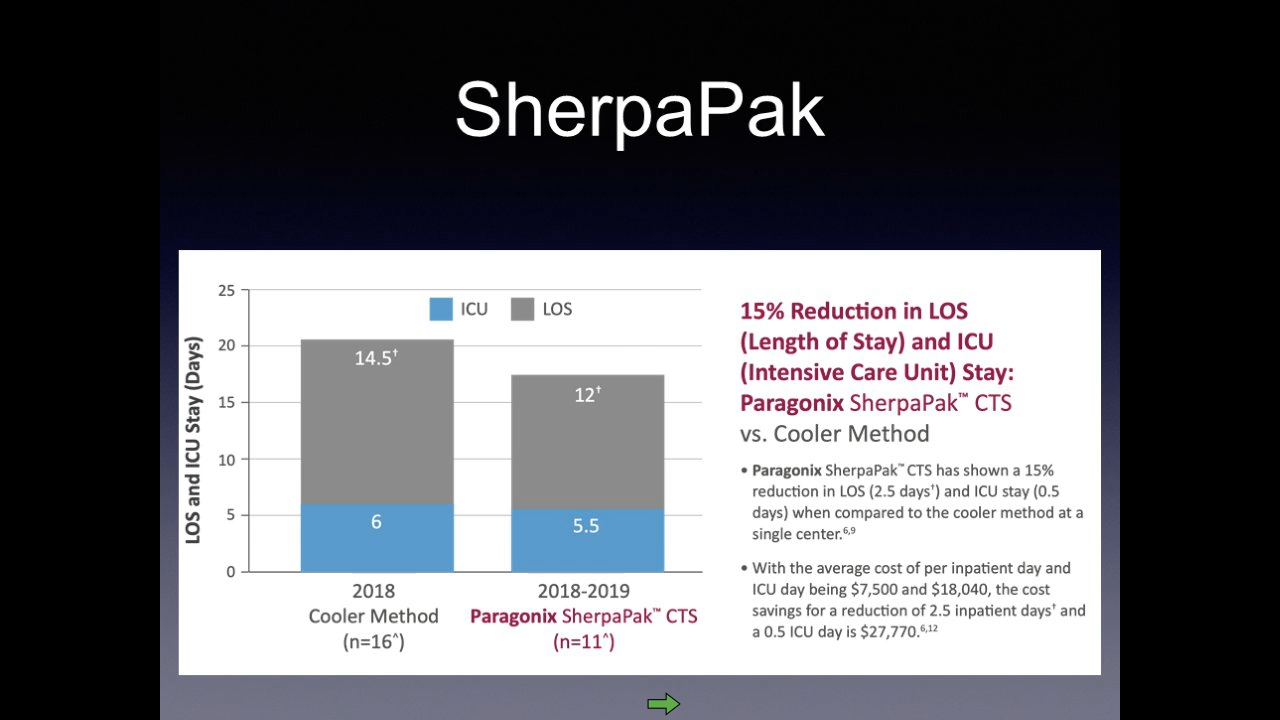 SherpaPak
LOS and ICU Stay (Days)
25
20
15
10
5
0
ICU
LOS
14.5†
12†
6
5.5
2018
Cooler Method
(n=16^)
2018-2019
Paragonix SherpaPak™ CTS
(n=11^)
15% Reduction in LOS
(Length of Stay) and ICU
(Intensive Care Unit) Stay:
Paragonix SherpaPak™ CTS
vs. Cooler Method
• Paragonix SherpaPak™ CTS has shown a 15%
reduction in LOS (2.5 days†) and ICU stay (0.5
days) when compared to the cooler method at a
single center.6,9
• With the average cost of per inpatient day and
ICU day being $7,500 and $18,040, the cost
savings for a reduction of 2.5 inpatient days† and
a 0.5 ICU day is $27,770.6,12